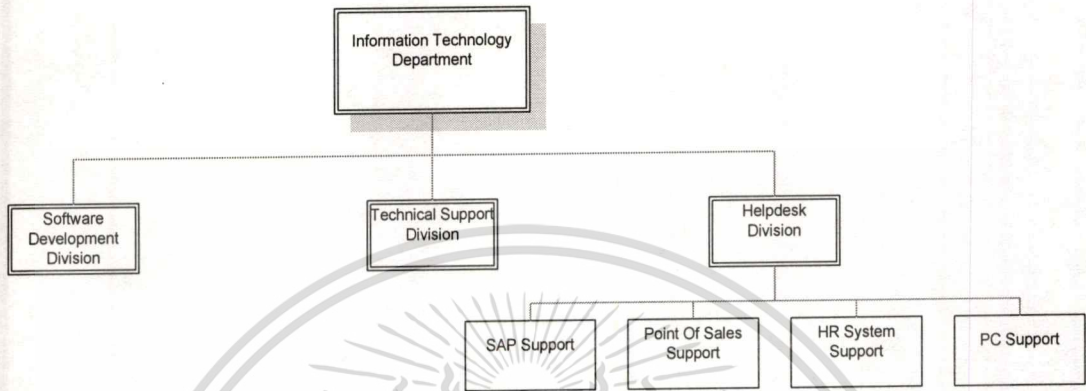 Information Technology
Department
Software
Development
Division
Technical Support
Division
Helpdesk
Division
SAP Support
Point Of Sales
Support
HR System
Support
PC Support